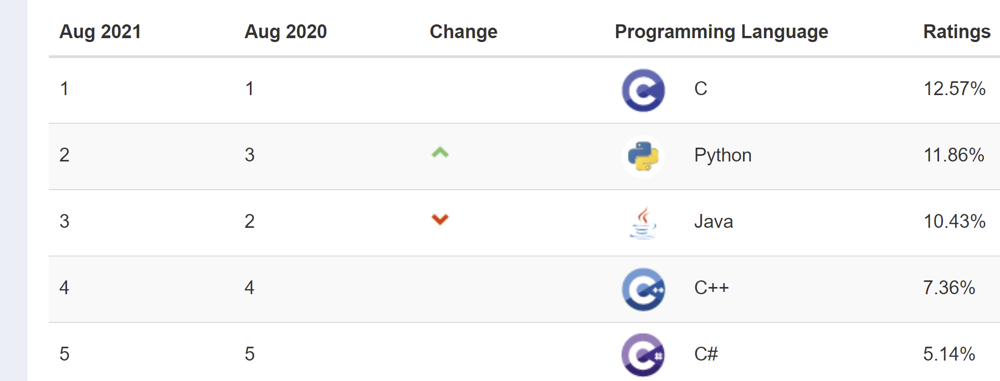 Aug 2021 Aug 2020 Change Programming Language Ratings
1 1 C 12.57%
2 3 Python 11.86%
3 2 Java 10.43%
4 4 C++ 7.36%
5 5 C# 5.14%